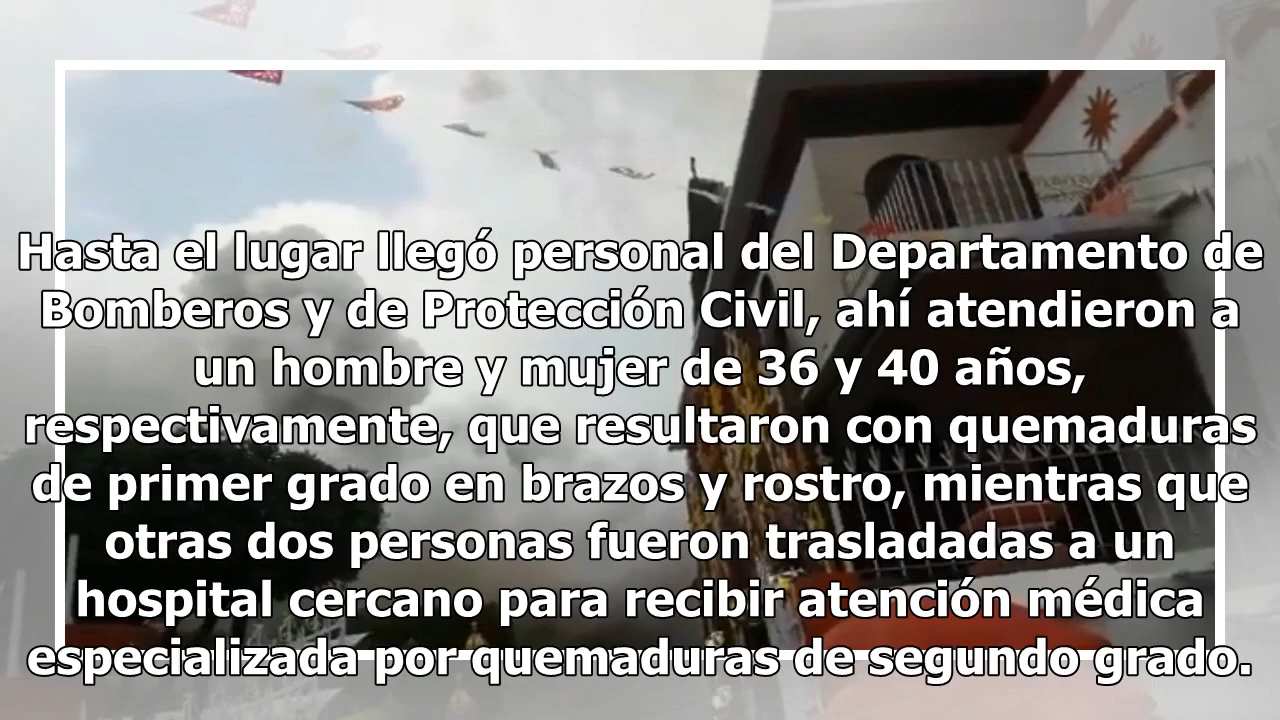 Hasta el lugar llegó personal del Departamento de
Bomberos y de Protección Civil, ahí atendieron a
un hombre y mujer de 36 y 40 años,
respectivamente, que resultaron con quemaduras
de primer grado en brazos y rostro, mientras que
otras dos personas fueron trasladadas a un
hospital cercano para recibir atención médica
especializada por quemaduras de segundo grado.